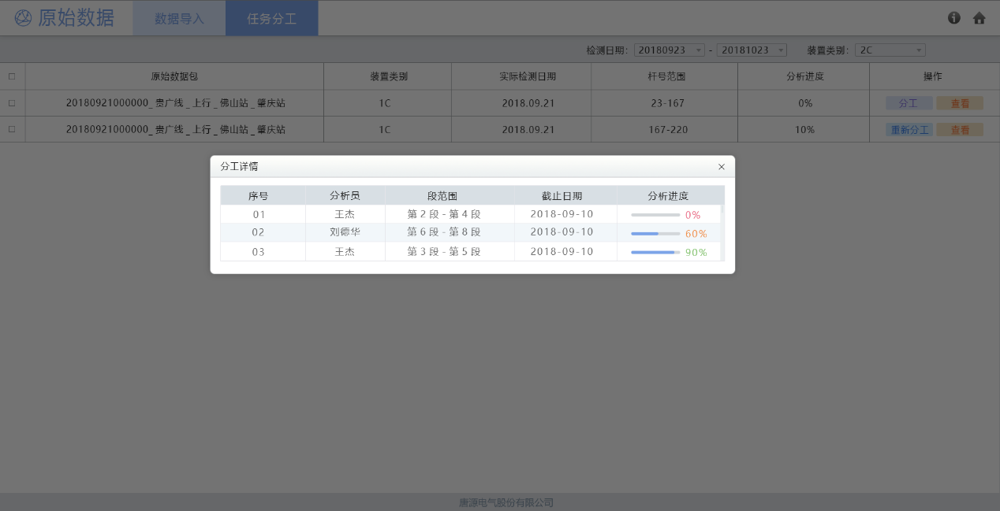 原始数据 数据导入 任务分工
检测日期: 20180923 - 20181023 装置类别: 2C
原始数据包 装置类别 实际检测日期 杆号范围 分析进度 操作
20180921000000_贵广线_上行_佛山站_肇庆站 1C 2018.09.21 23-167 0% 分工 查看
20180921000000_贵广线_上行_佛山站_肇庆站 1C 2018.09.21 167-220 10% 重新分工 查看
分工详情 ×
序号 分析员 段范围 截止日期 分析进度
01 王杰 第2段-第4段 2018-09-10 0%
02 刘德华 第6段-第8段 2018-09-10 60%
03 王杰 第3段-第5段 2018-09-10 90%
唐源电气股份有限公司